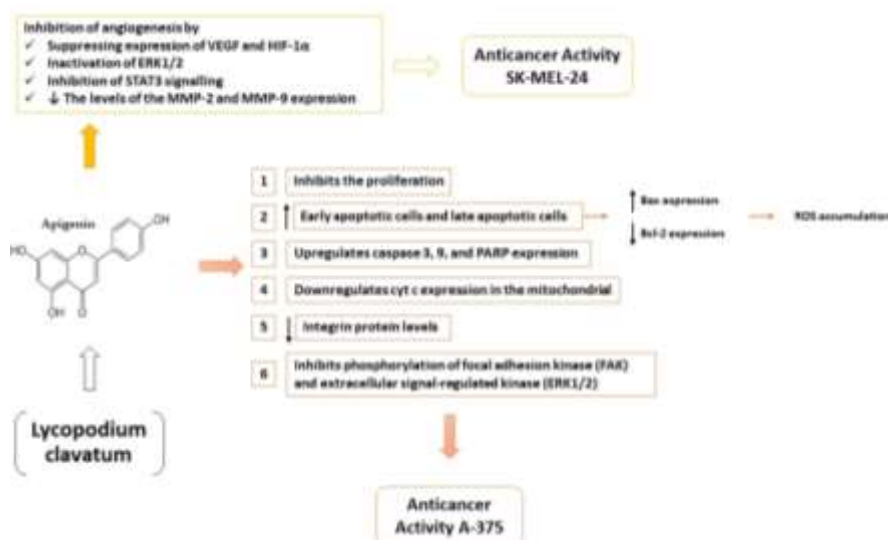 Inhibition of angiogenesis by
✓ Suppressing expression of VEGF and HIF-1α
✓ Inactivation of ERK1/2
✓ Inhibition of STAT3 signalling
✓ ↓ The levels of the MMP-2 and MMP-9 expression
Anticancer Activity
SK-MEL-24
Apigenin
OH
HO
O
OH
O
1 Inhibits the proliferation
2 ↑ Early apoptotic cells and late apoptotic cells
↑ Bax expression
↓ Bcl-2 expression
ROS accumulation
3 Upregulates caspase 3, 9, and PARP expression
4 Downregulates cyt c expression in the mitochondrial
5 ↓ Integrin protein levels
6 Inhibits phosphorylation of focal adhesion kinase (FAK)
and extracellular signal-regulated kinase (ERK1/2)
Lycopodium
clavatum
Anticancer
Activity A-375